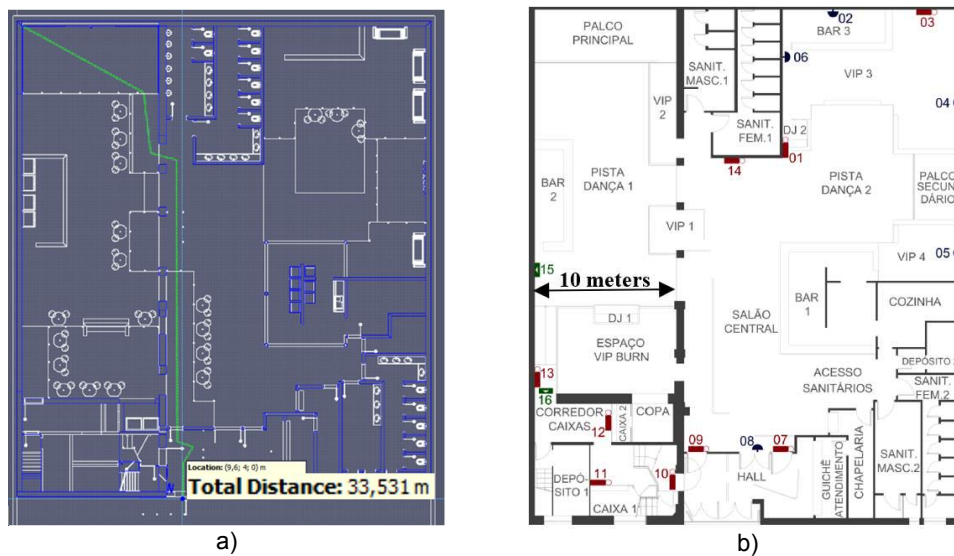 Location: (9,6; 4; 0) m
Total Distance: 33,531 m
a)
PALCO
PRINCIPAL
SANIT.
MASC.1
02
BAR 3
03
06
VIP 3
VIP
2
SANIT.
FEM.1
DJ 2
04
01
14
BAR
2
PISTA
DANÇA 1
PISTA
DANÇA 2
PALCO
SECUN
DÁRIO
VIP 1
VIP 4
05
15
10 meters
BAR
1
COZINHA
DJ 1
SALÃO
CENTRAL
ESPAÇO
VIP BURN
DEPÓSITO
13
16
ACESSO
SANITÁRIOS
SANIT.
FEM.2
CORREDOR
CAIXAS
CAIXA 2
COPA
12
09
08
07
CHAPELARIA
GUICHÊ
ATENDIMENTO
SANIT.
MASC.2
DEPÓ-
SITO 1
11
10
HALL
CAIXA 1
b)